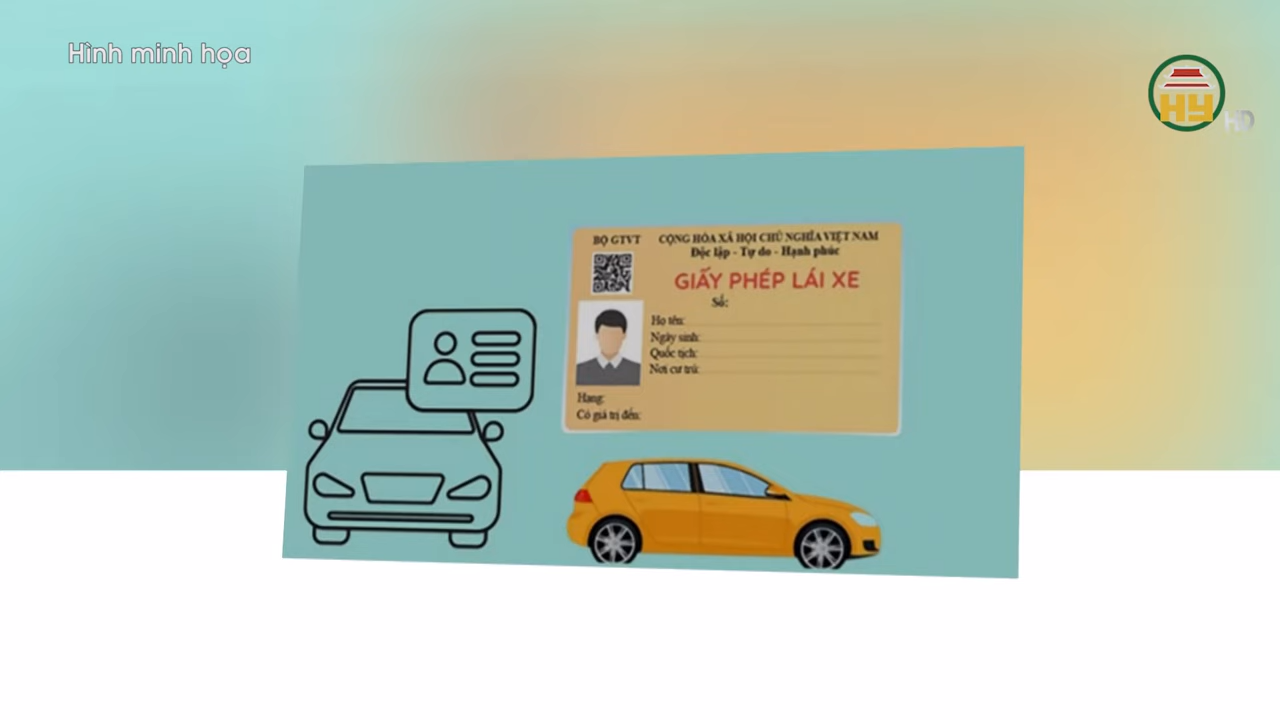 Hình minh họa
HY
HD
BỘ GTVT
CỘNG HÒA XÃ HỘI CHỦ NGHĨA VIỆT NAM
Độc lập - Tự do - Hạnh phúc
GIẤY PHÉP LÁI XE
Số:
Họ tên:
Ngày sinh:
Quốc tịch:
Nơi cư trú:
Hạng:
Có giá trị đến: